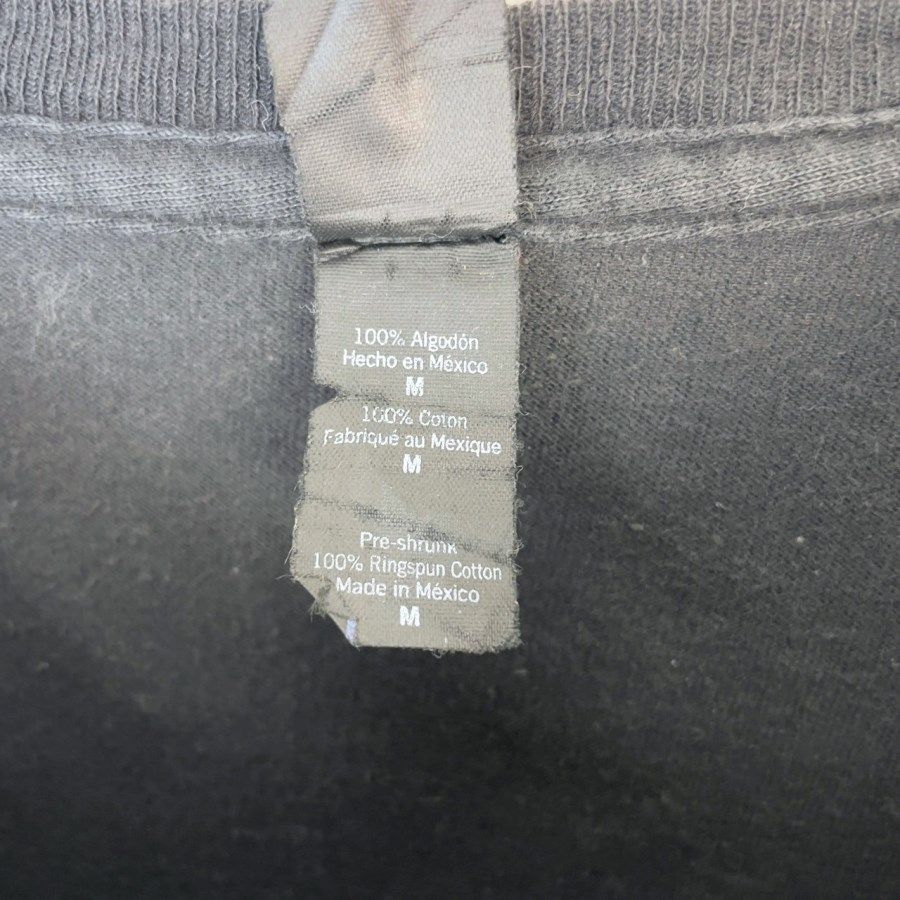 100% Algodón
Hecho en México
M
100% Coton
Fabriqué au Mexique
M
Pre-shrunk
100% Ringspun Cotton
Made in México
M